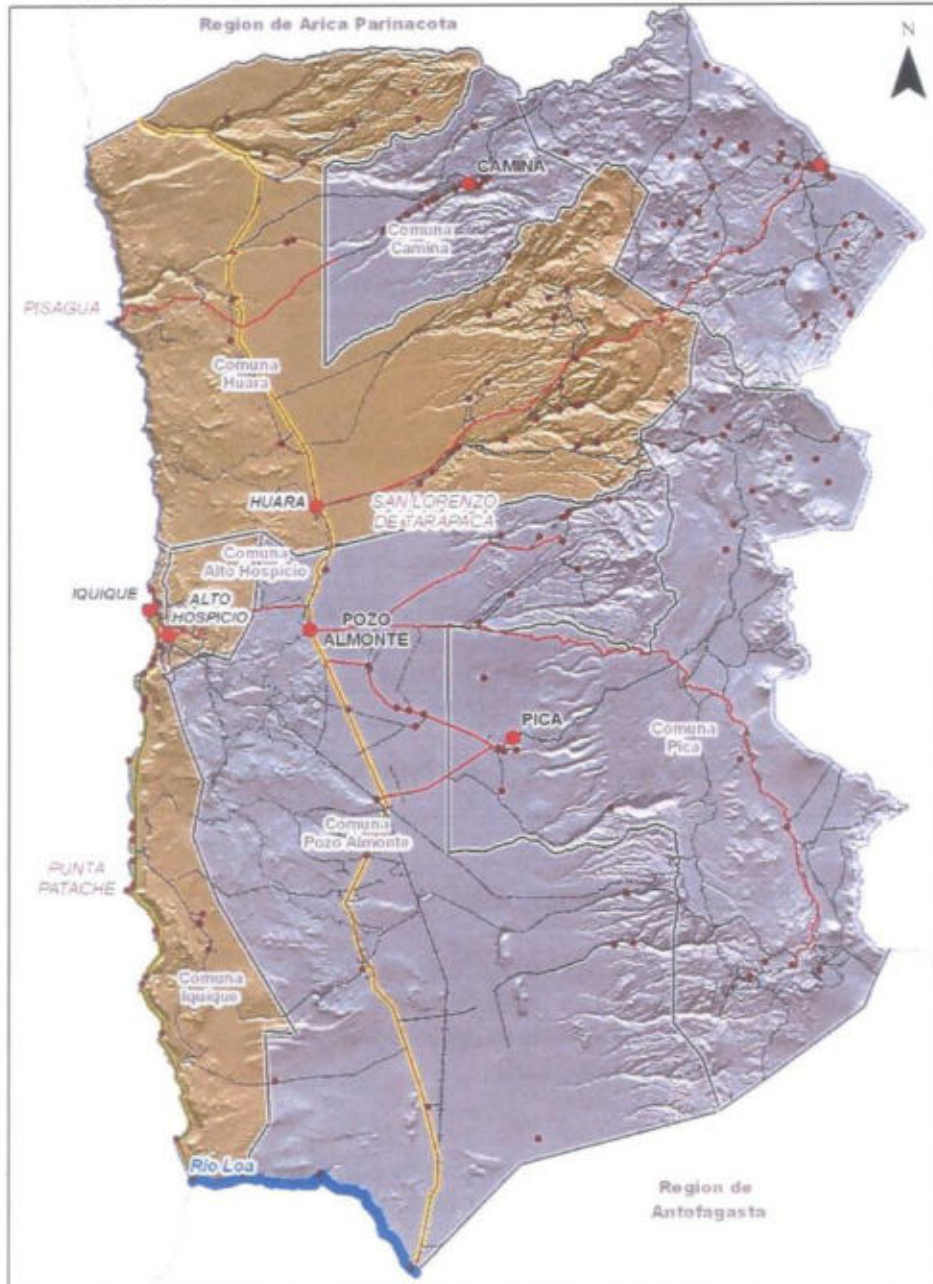 Region de Arica Parinacota
N
CAMINA
Comuna
Camina
PISAGUA
Comuna
Huara
HUARA
SAN LORENZO
DE TARAPACA
Comuna
Alto Hospicio
IQUIQUE
ALTO
HOSPICIO
POZO
ALMONTE
PICA
Comuna
Pica
Comuna
Pozo Almonte
PUNTA
PATACHE
Comuna
Iquique
Rio Loa
Region de
Antofagasta